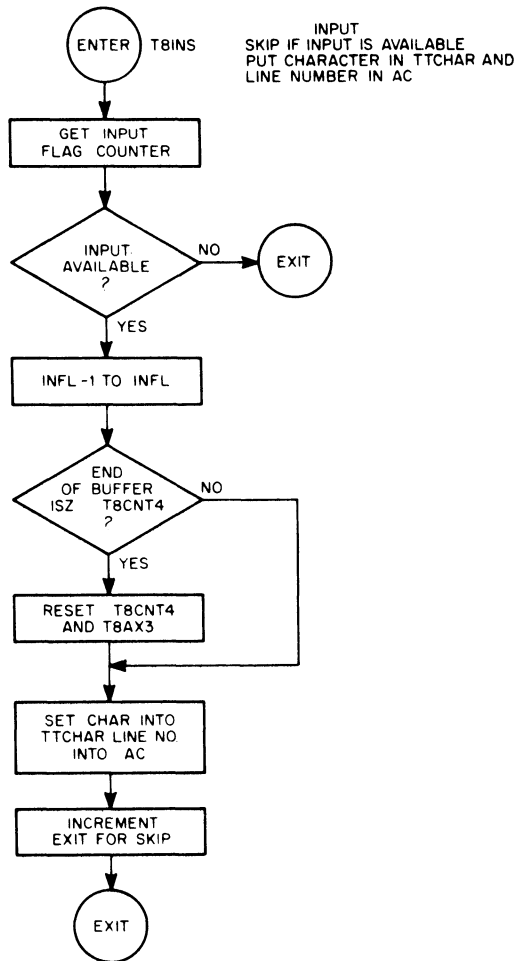 INPUT
SKIP IF INPUT IS AVAILABLE
PUT CHARACTER IN TTCHAR AND
LINE NUMBER IN AC
ENTER T8INS
GET INPUT
FLAG COUNTER
INPUT
AVAILABLE
?
NO
EXIT
YES
INFL-1 TO INFL
END
OF BUFFER
ISZ T8CNT4
?
NO
YES
RESET T8CNT4
AND T8AX3
SET CHAR INTO
TTCHAR LINE NO.
INTO AC
INCREMENT
EXIT FOR SKIP
EXIT